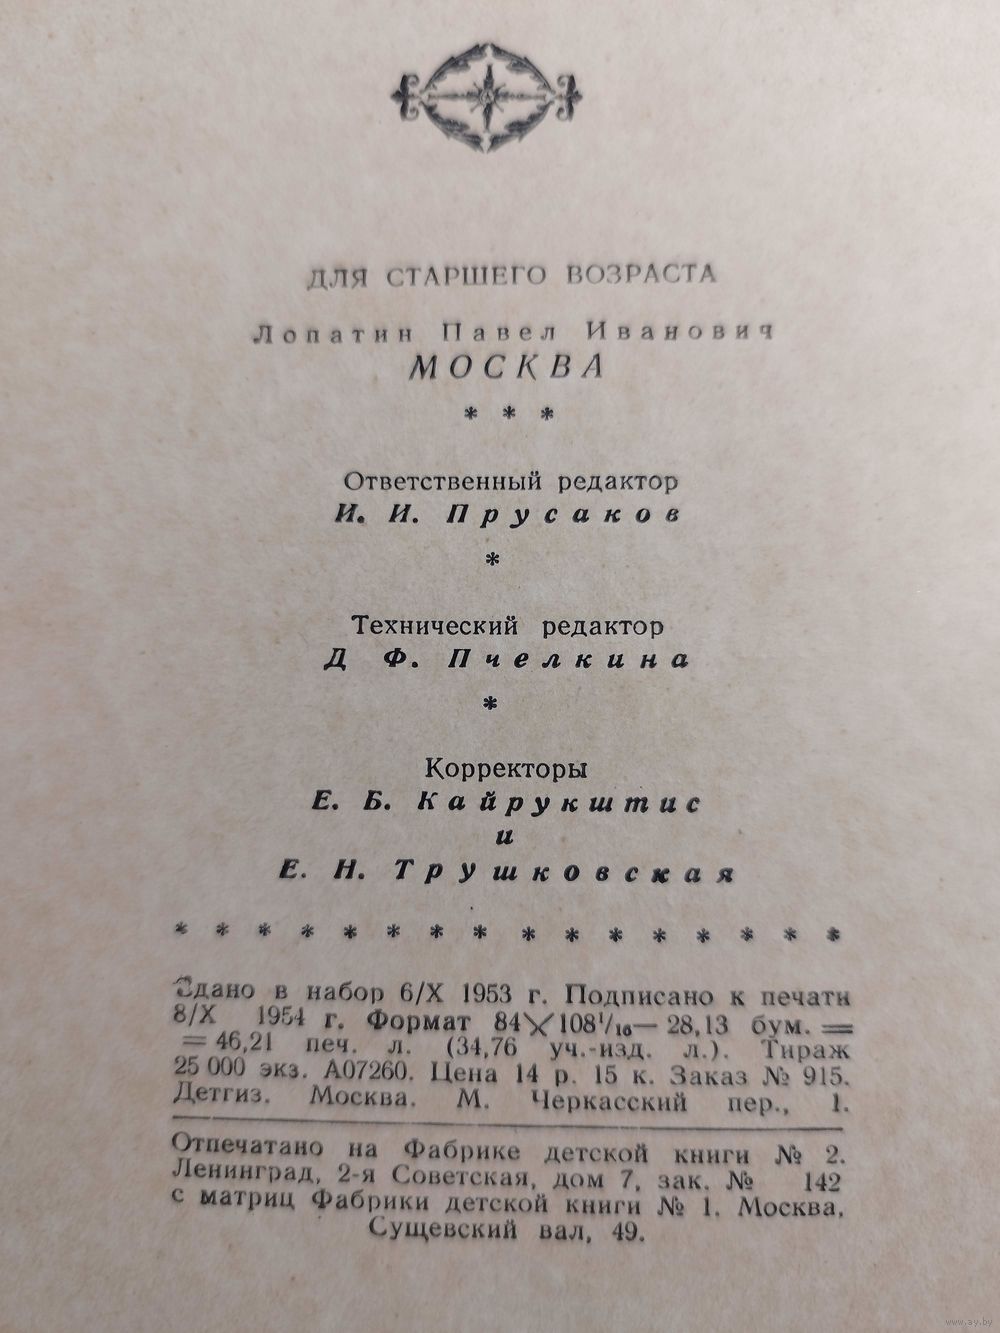 ДЛЯ СТАРШЕГО ВОЗРАСТА
Лопатин Павел Иванович
МОСКВА
* * *
Ответственный редактор
И. И. Прусаков
*
Технический редактор
Д Ф. Пчелкина
*
Корректоры
Е. Б. Кайрукштис
и
Е. Н. Трушковская
* * * * * * * * * * * * * * * *
Сдано в набор 6/X 1953 г. Подписано к печати
8/X 1954 г. Формат 84×108¹/₁₆— 28,13 бум. =
= 46,21 печ. л. (34,76 уч.-изд. л.). Тираж
25 000 экз. А07260. Цена 14 р. 15 к. Заказ № 915.
Детгиз. Москва. М. Черкасский пер., 1.
Отпечатано на Фабрике детской книги № 2.
Ленинград, 2-я Советская, дом 7, зак. № 142
с матриц Фабрики детской книги № 1. Москва,
Сущевский вал, 49.
www.ay.by